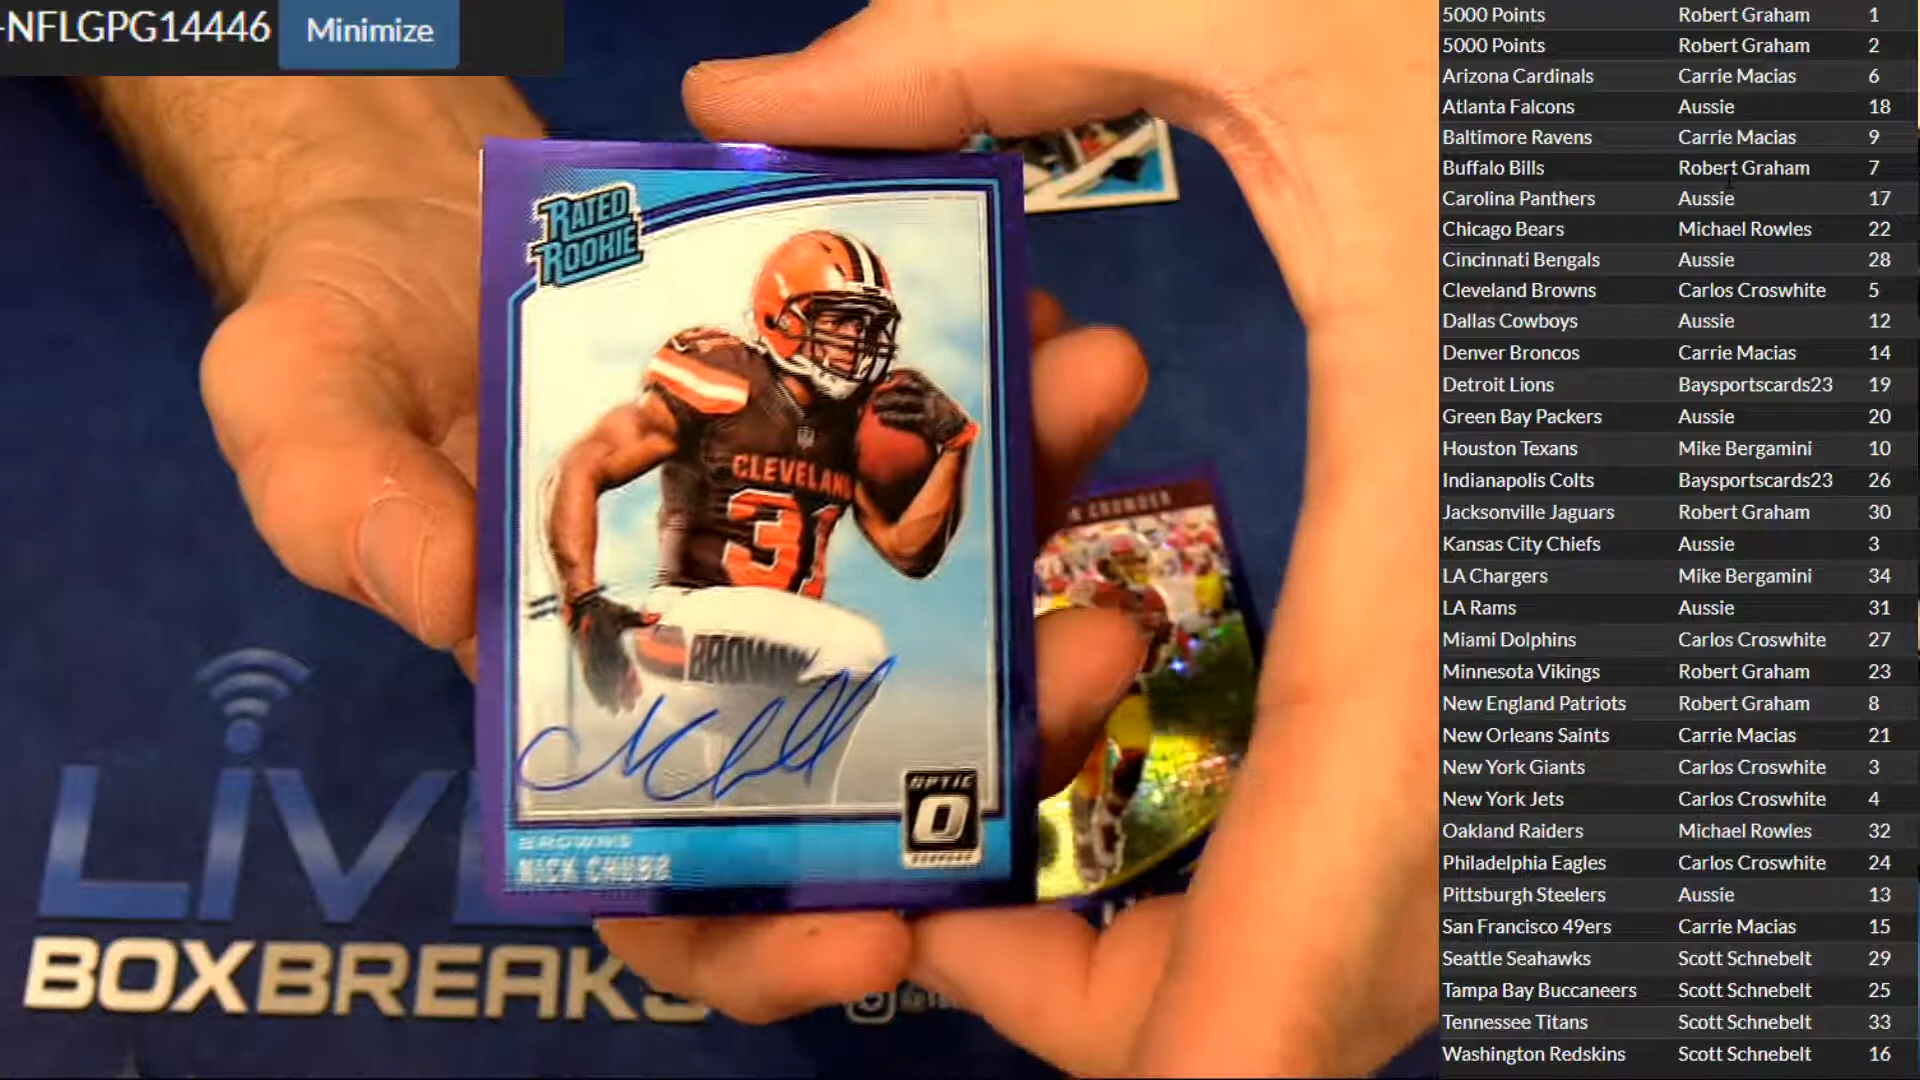 -NFLGPG14446 Minimize
RATED
ROOKIE
CLEVELAND
31
BROWNS
OPTIC
O
BROWNS
NICK CHUBB
CROWDER
LIV
BOXBREAKS
5000 Points Robert Graham 1
5000 Points Robert Graham 2
Arizona Cardinals Carrie Macias 6
Atlanta Falcons Aussie 18
Baltimore Ravens Carrie Macias 9
Buffalo Bills Robert Graham 7
Carolina Panthers Aussie 17
Chicago Bears Michael Rowles 22
Cincinnati Bengals Aussie 28
Cleveland Browns Carlos Croswhite 5
Dallas Cowboys Aussie 12
Denver Broncos Carrie Macias 14
Detroit Lions Baysportscards23 19
Green Bay Packers Aussie 20
Houston Texans Mike Bergamini 10
Indianapolis Colts Baysportscards23 26
Jacksonville Jaguars Robert Graham 30
Kansas City Chiefs Aussie 3
LA Chargers Mike Bergamini 34
LA Rams Aussie 31
Miami Dolphins Carlos Croswhite 27
Minnesota Vikings Robert Graham 23
New England Patriots Robert Graham 8
New Orleans Saints Carrie Macias 21
New York Giants Carlos Croswhite 3
New York Jets Carlos Croswhite 4
Oakland Raiders Michael Rowles 32
Philadelphia Eagles Carlos Croswhite 24
Pittsburgh Steelers Aussie 13
San Francisco 49ers Carrie Macias 15
Seattle Seahawks Scott Schnebelt 29
Tampa Bay Buccaneers Scott Schnebelt 25
Tennessee Titans Scott Schnebelt 33
Washington Redskins Scott Schnebelt 16